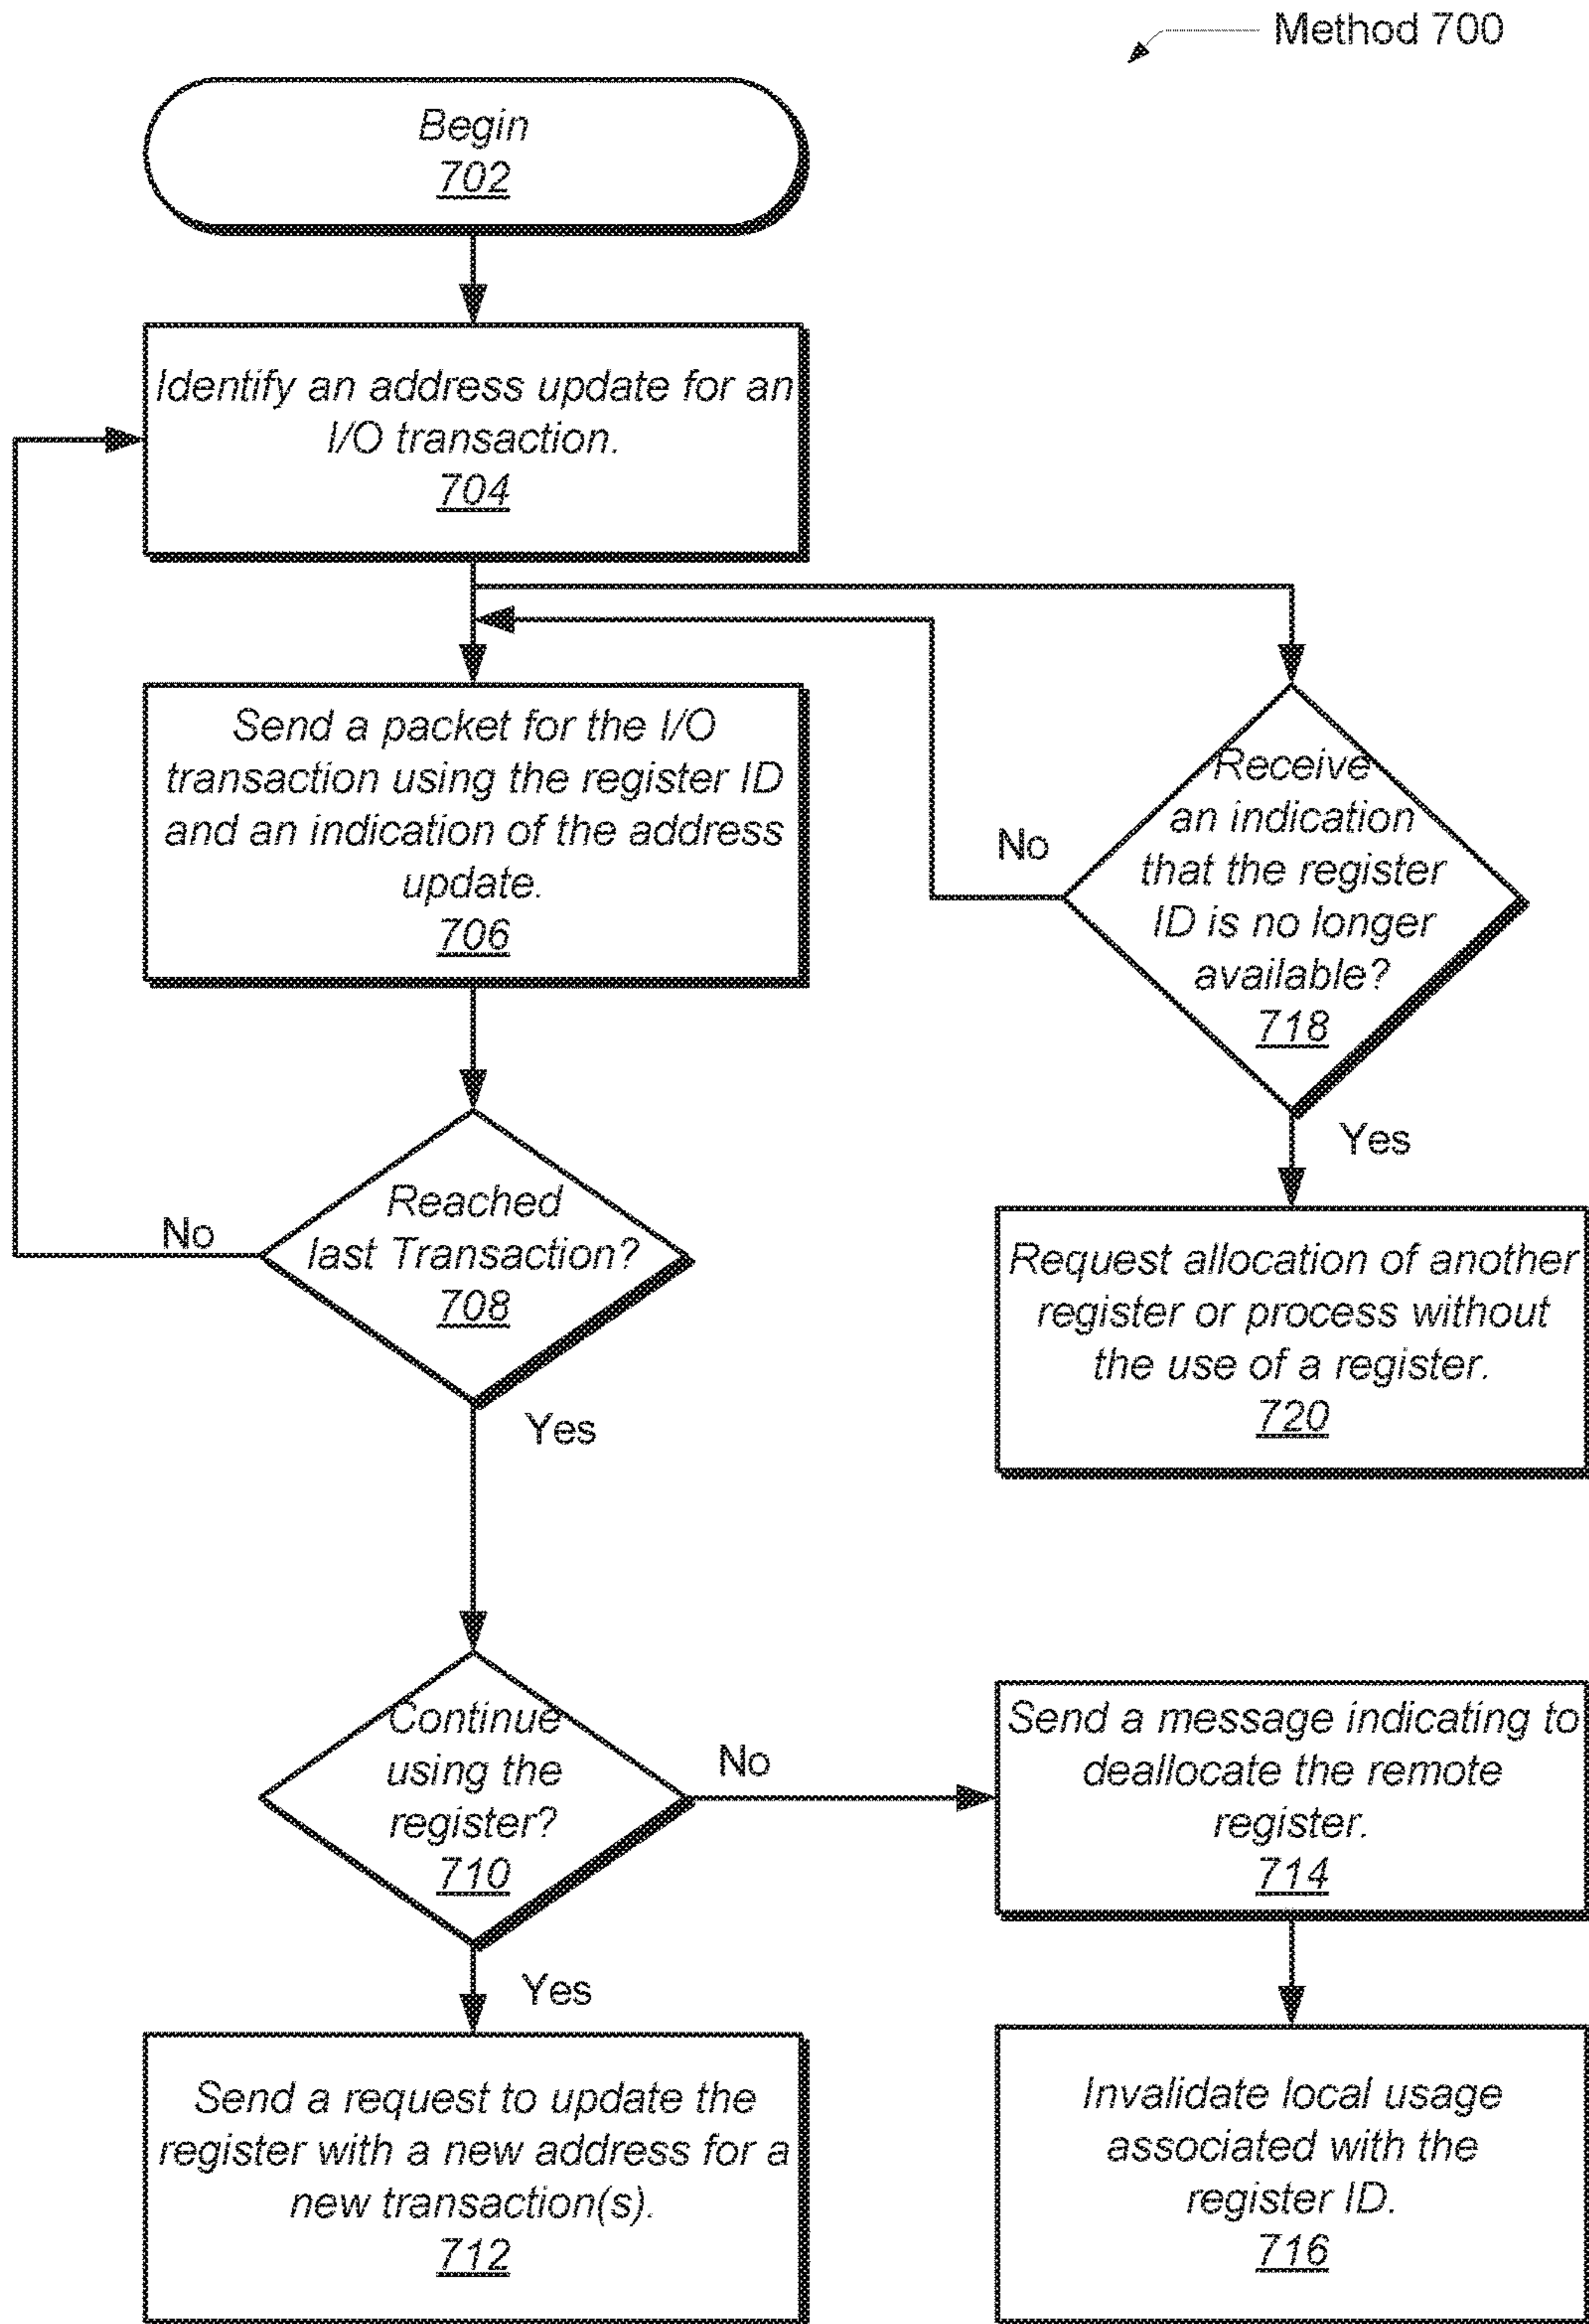 Method 700
Begin
702
Identify an address update for an
I/O transaction.
704
Send a packet for the I/O
transaction using the register ID
and an indication of the address
update.
706
No
Receive
an indication
that the register
ID is no longer
available?
718
Yes
No
Reached
last Transaction?
708
Yes
Request allocation of another
register or process without
the use of a register.
720
Continue
using the
register?
710
No
Yes
Send a message indicating to
deallocate the remote
register.
714
Send a request to update the
register with a new address for a
new transaction(s).
712
Invalidate local usage
associated with the
register ID.
716